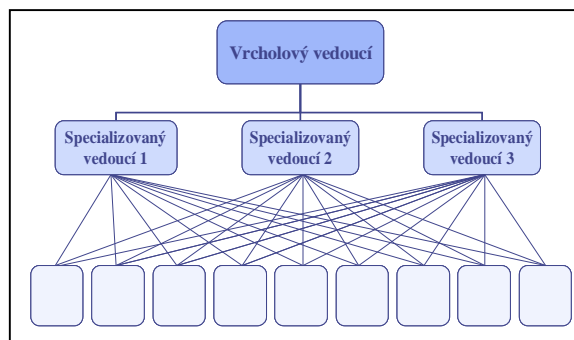 Vrcholový vedoucí
Specializovaný
vedoucí 1
Specializovaný
vedoucí 2
Specializovaný
vedoucí 3